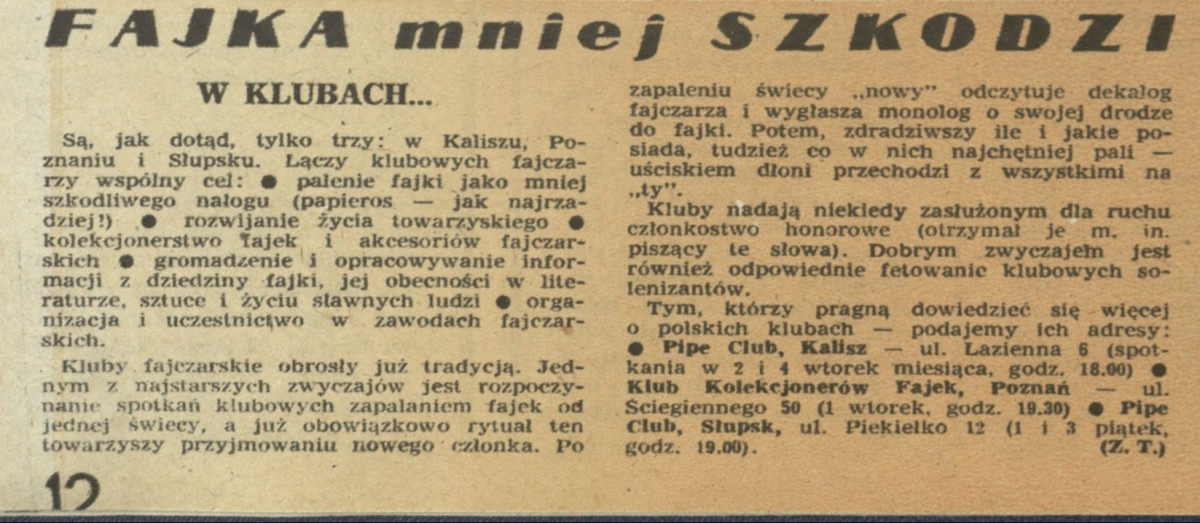 FAJKA mniej SZKODZI
W KLUBACH...
Są, jak dotąd, tylko trzy: w Kaliszu, Po-
znaniu i Słupsku. Łączy klubowych fajcza-
rzy wspólny cel: ● palenie fajki jako mniej
szkodliwego nałogu (papieros — jak najrza-
dziej!) ● rozwijanie życia towarzyskiego ●
kolekcjonerstwo fajek i akcesoriów fajczar-
skich ● gromadzenie i opracowywanie infor-
macji z dziedziny fajki, jej obecności w lite-
raturze, sztuce i życiu sławnych ludzi ● orga-
nizacja i uczestnictwo w zawodach fajczar-
skich.
Kluby fajczarskie obrosły już tradycją. Jed-
nym z najstarszych zwyczajów jest rozpoczy-
nanie spotkań klubowych zapalaniem fajek od
jednej świecy, a już obowiązkowo rytuał ten
towarzyszy przyjmowaniu nowego członka. Po
zapaleniu świecy „nowy” odczytuje dekalog
fajczarza i wygłasza monolog o swojej drodze
do fajki. Potem, zdradziwszy ile i jakie po-
siada, tudzież co w nich najchętniej pali —
uściskiem dłoni przechodzi z wszystkimi na
„ty”.
Kluby nadają niekiedy zasłużonym dla ruchu
członkostwo honorowe (otrzymał je m. in.
piszący te słowa). Dobrym zwyczajem jest
również odpowiednie fetowanie klubowych so-
lenizantów.
Tym, którzy pragną dowiedzieć się więcej
o polskich klubach — podajemy ich adresy:
● Pipe Club, Kalisz — ul. Łazienna 6 (spot-
kania w 2 i 4 wtorek miesiąca, godz. 18.00) ●
Klub Kolekcjonerów Fajek, Poznań — ul.
Ściegiennego 50 (1 wtorek, godz. 19.30) ● Pipe
Club, Słupsk, ul. Piekiełko 12 (1 i 3 piątek,
godz. 19.00). (Z. T.)
12